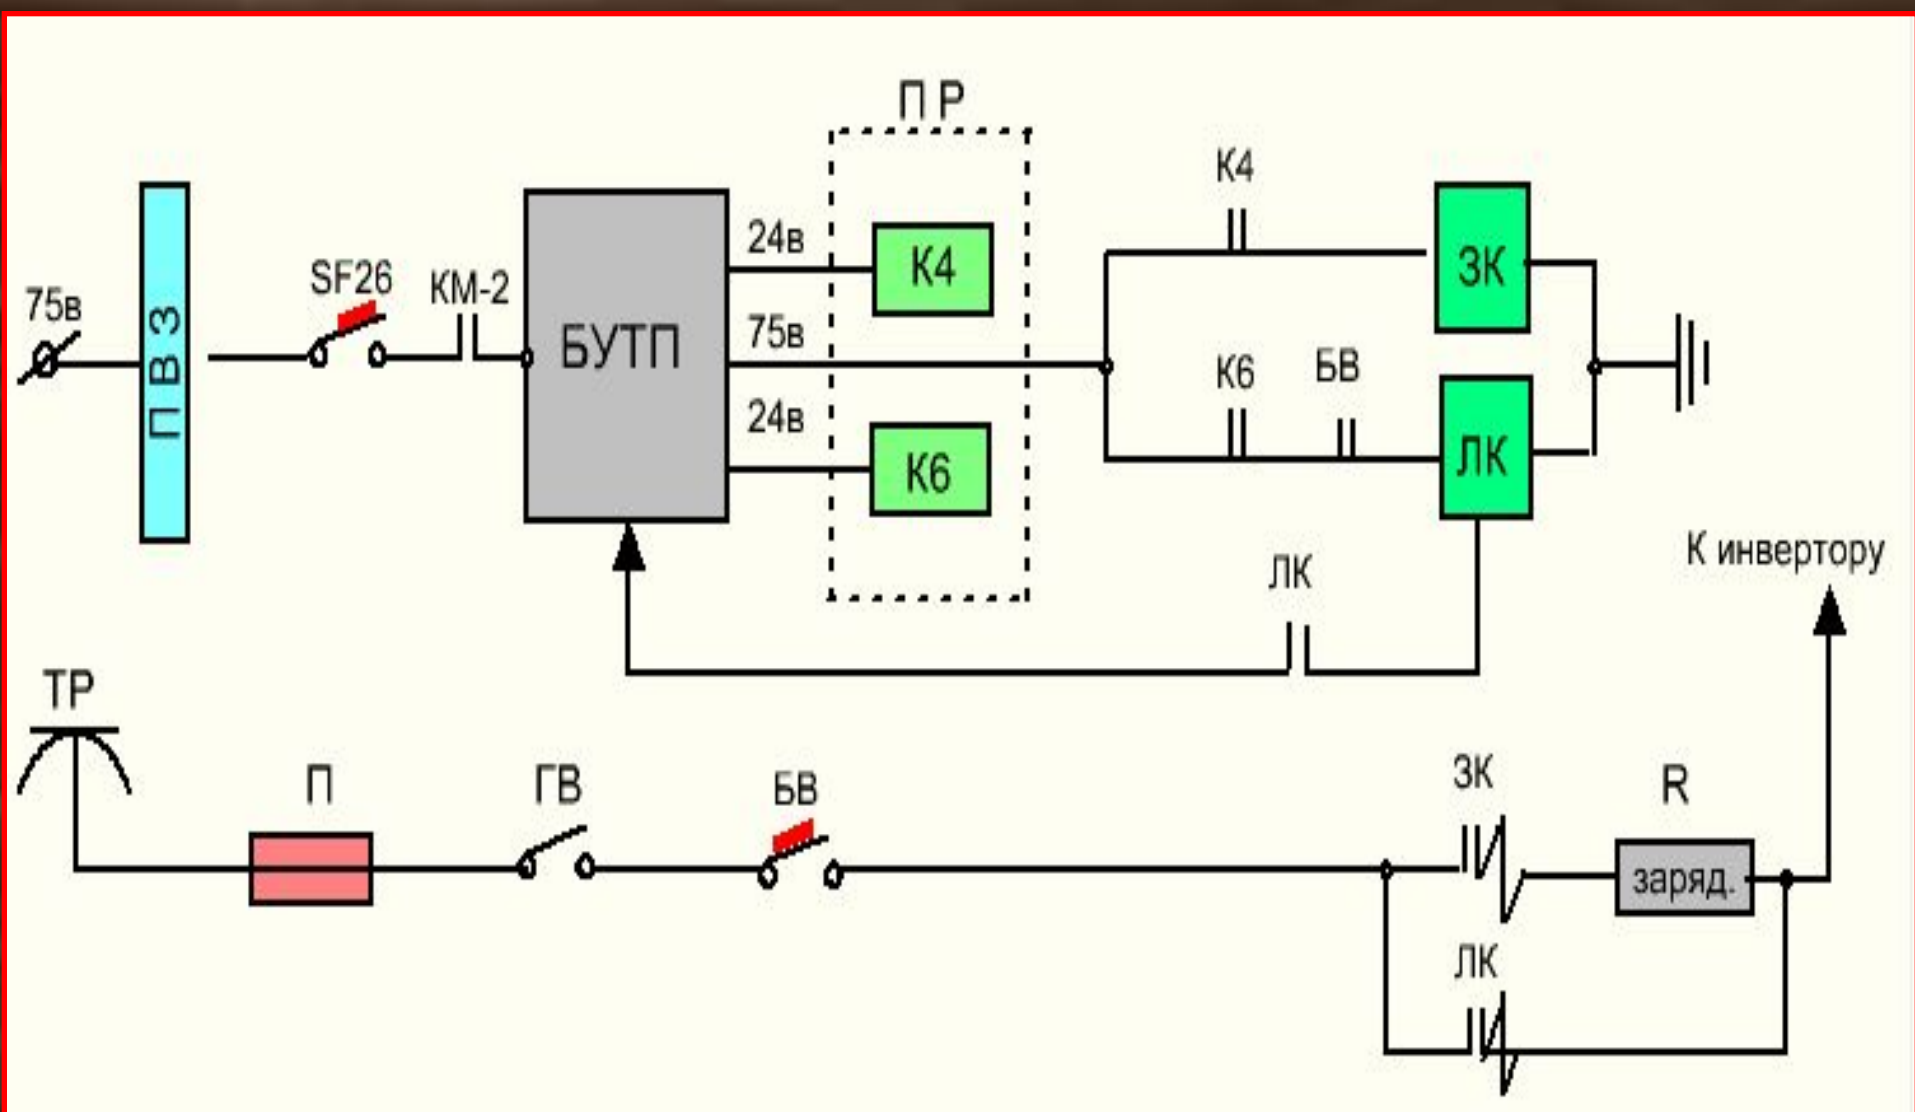 П Р
К4
24в
К4
ЗК
SF26
КМ-2
75в
П В З
БУТП
75в
К6
БВ
24в
К6
ЛК
К инвертору
ЛК
ТР
П
ГВ
БВ
ЗК
R
заряд.
ЛК